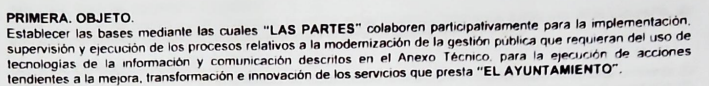 PRIMERA. OBJETO.
Establecer las bases mediante las cuales "LAS PARTES" colaboren participativamente para la implementación,
supervisión y ejecución de los procesos relativos a la modernización de la gestión pública que requieran del uso de
tecnologías de la información y comunicación descritos en el Anexo Técnico, para la ejecución de acciones
tendientes a la mejora, transformación e innovación de los servicios que presta "EL AYUNTAMIENTO".